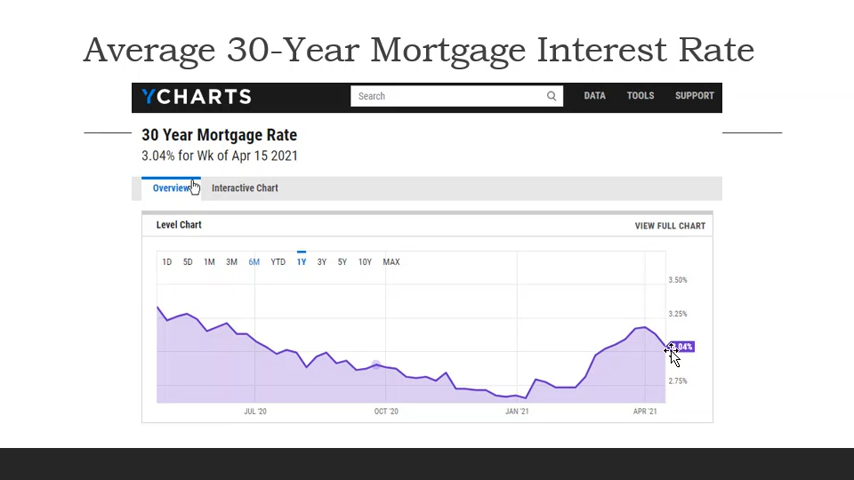 Average 30-Year Mortgage Interest Rate
YCHARTS Search DATA TOOLS SUPPORT
30 Year Mortgage Rate
3.04% for Wk of Apr 15 2021
Overview Interactive Chart
Level Chart VIEW FULL CHART
1D 5D 1M 3M 6M YTD 1Y 3Y 5Y 10Y MAX
3.50%
3.25%
.04%
2.75%
JUL '20 OCT '20 JAN '21 APR '21